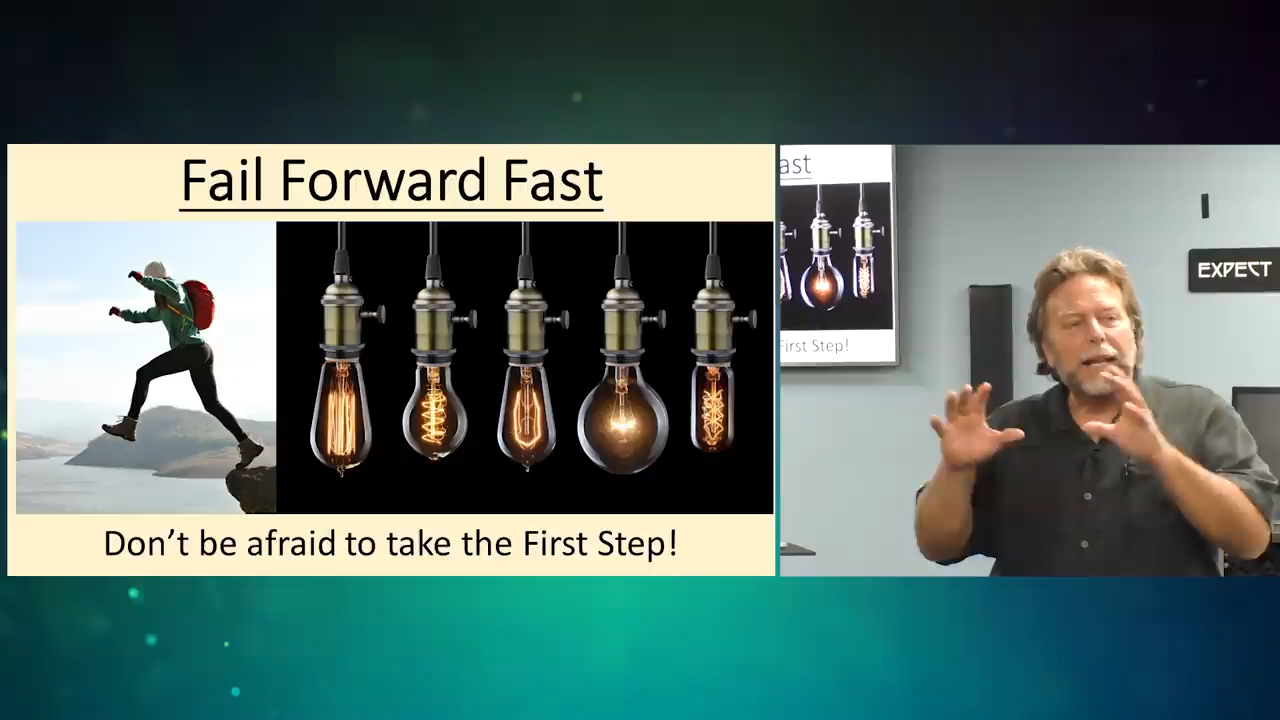 Fail Forward Fast
Don't be afraid to take the First Step!
ast
First Step!
EXPECT